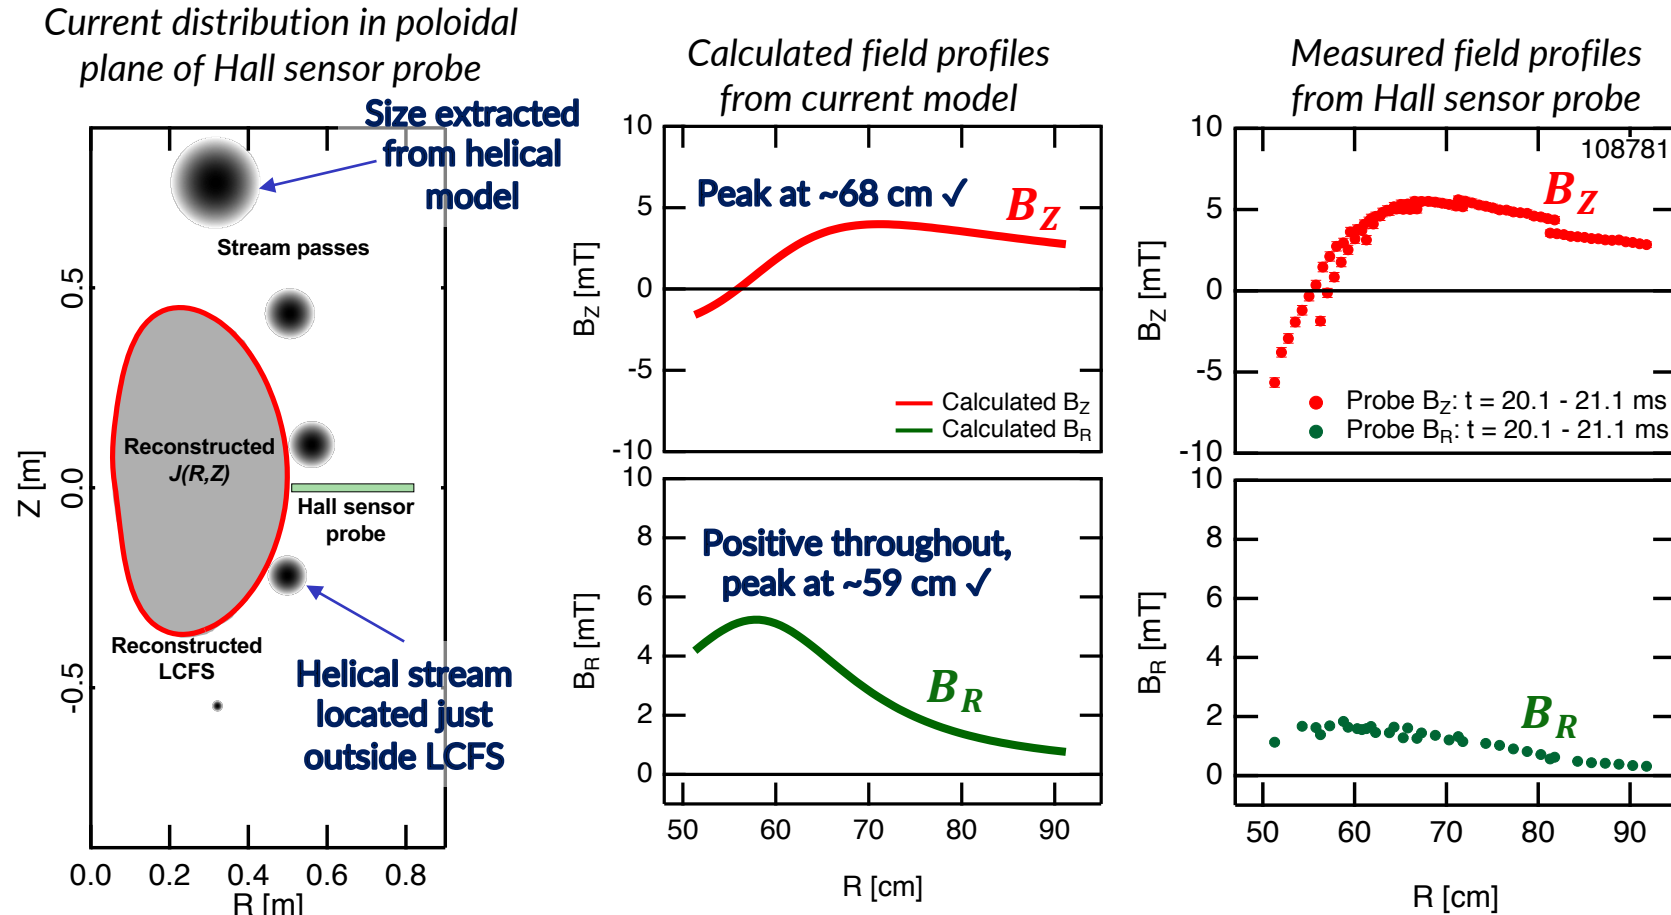 Current distribution in poloidal
plane of Hall sensor probe
Size extracted
from helical
model
Stream passes
Reconstructed
J(R,Z)
Hall sensor
probe
Reconstructed
LCFS
Helical stream
located just
outside LCFS
Z [m]
0.5
0.0
-0.5
0.0 0.2 0.4 0.6 0.8
R [m]
Calculated field profiles
from current model
10
5
0
-5
-10
B_Z [mT]
Peak at ~68 cm ✓
B_Z
Calculated B_Z
Calculated B_R
10
8
6
4
2
0
B_R [mT]
Positive throughout,
peak at ~59 cm ✓
B_R
50 60 70 80 90
R [cm]
Measured field profiles
from Hall sensor probe
10
5
0
-5
-10
B_Z [mT]
108781
B_Z
Probe B_Z: t = 20.1 - 21.1 ms
Probe B_R: t = 20.1 - 21.1 ms
10
8
6
4
2
0
B_R [mT]
B_R
50 60 70 80 90
R [cm]